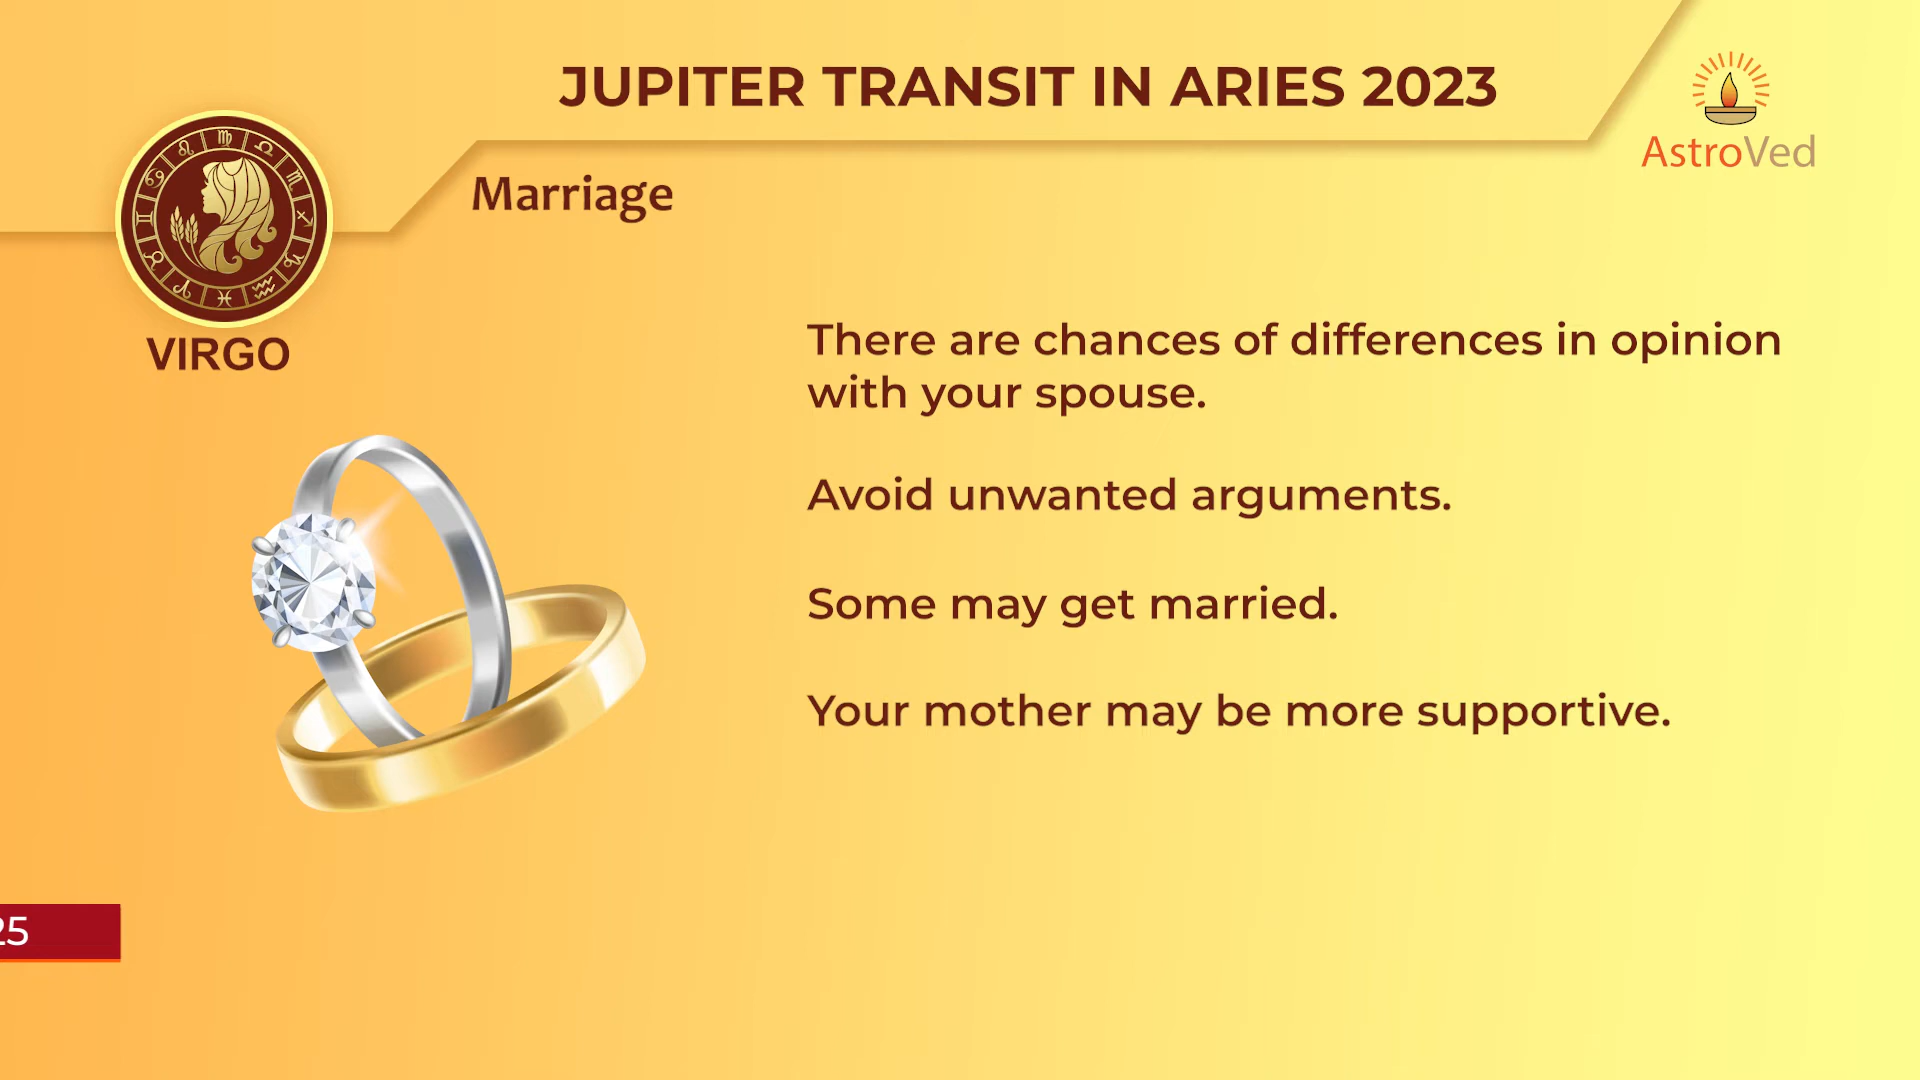 JUPITER TRANSIT IN ARIES 2023
AstroVed
Marriage
VIRGO
There are chances of differences in opinion
with your spouse.
Avoid unwanted arguments.
Some may get married.
Your mother may be more supportive.
25